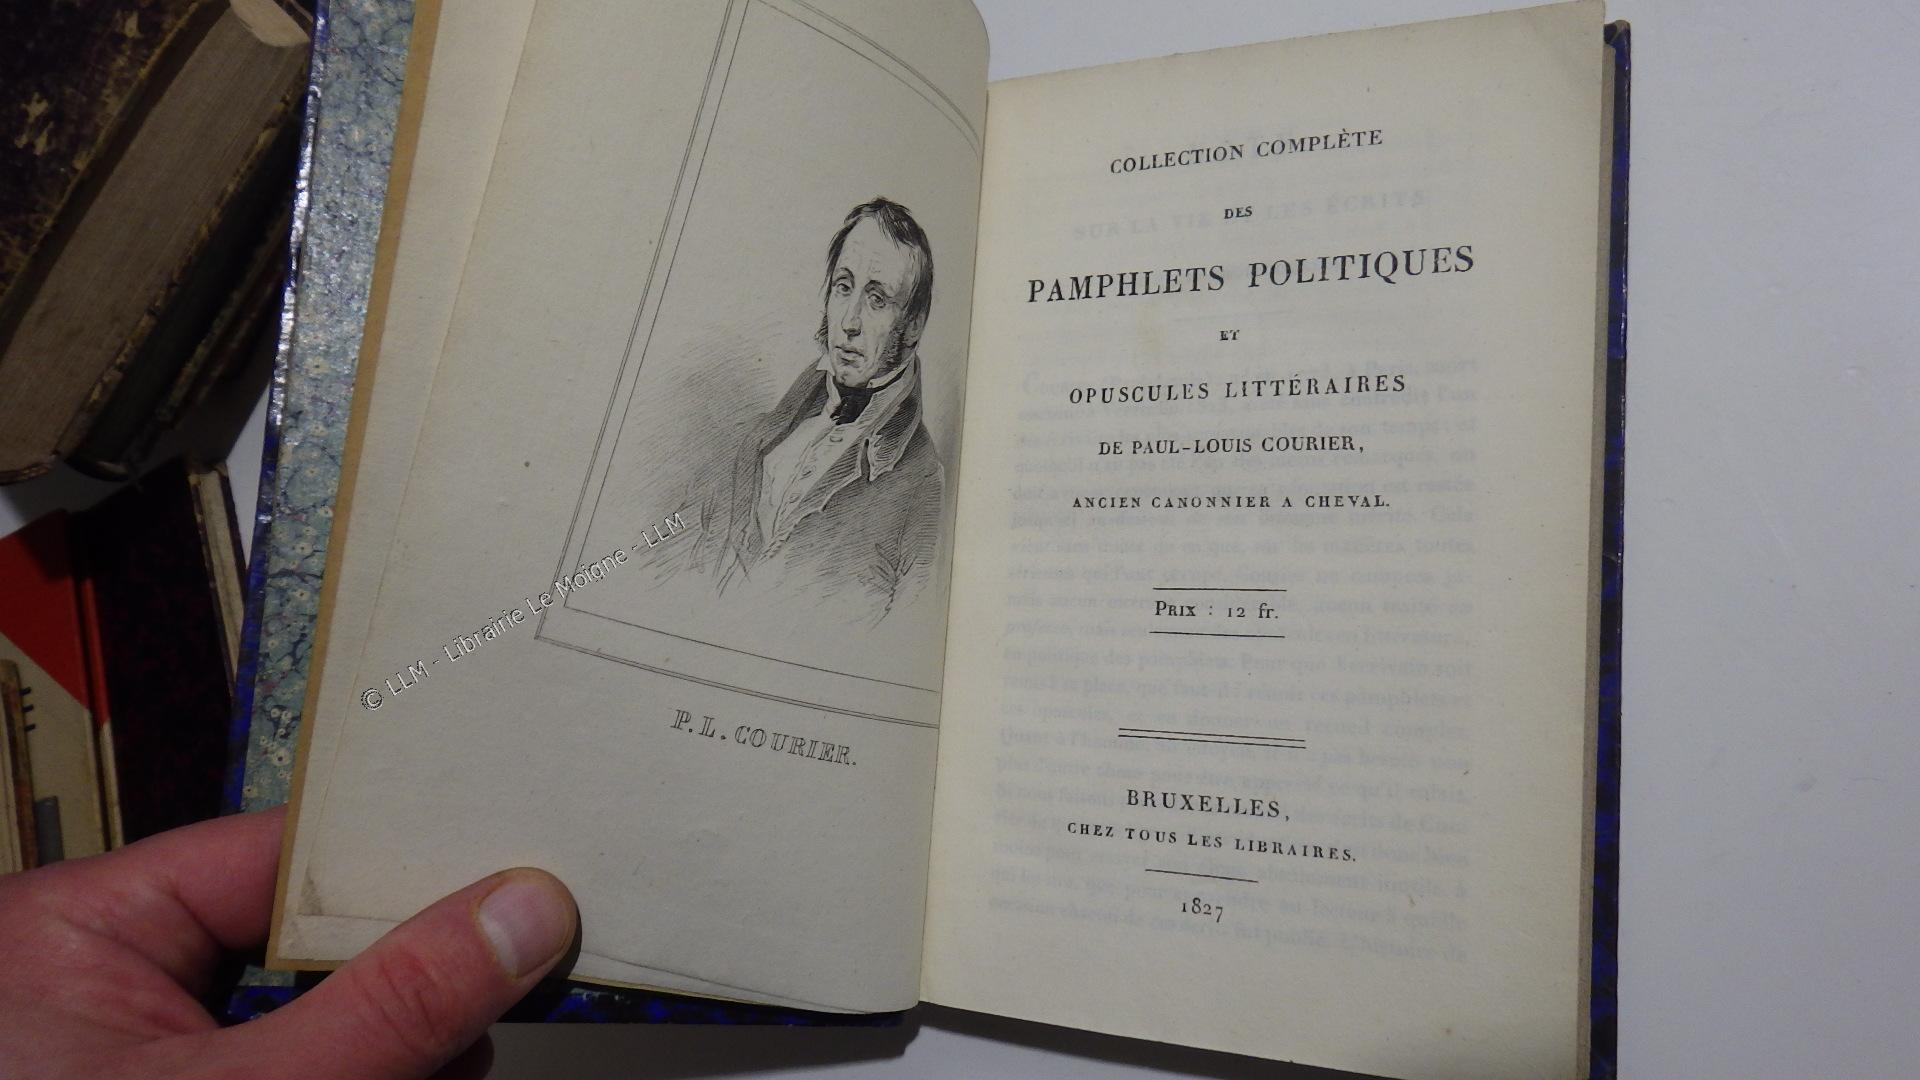 © LLM - Librairie Le Moigne - LLM
P. L. COURIER.
COLLECTION COMPLÈTE
DES
PAMPHLETS POLITIQUES
ET
OPUSCULES LITTÉRAIRES
DE PAUL-LOUIS COURIER,
ANCIEN CANONNIER A CHEVAL.
PRIX : 12 fr.
BRUXELLES,
CHEZ TOUS LES LIBRAIRES.
1827